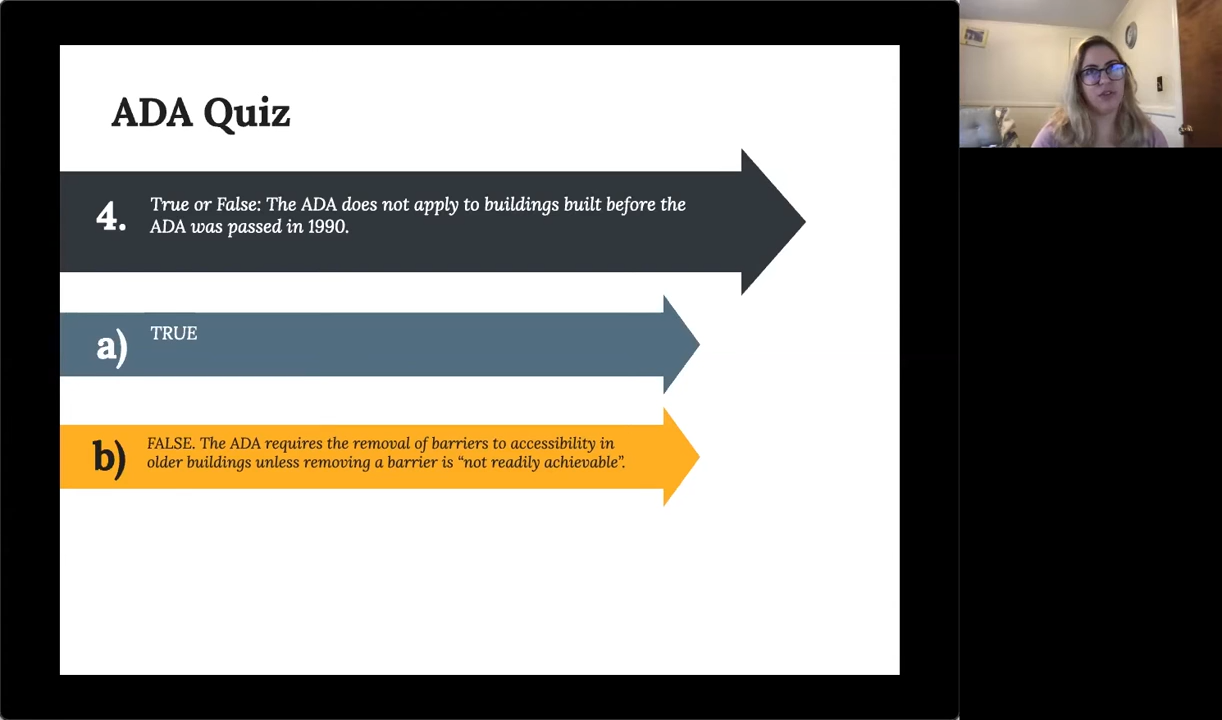 ADA Quiz
4.
True or False: The ADA does not apply to buildings built before the
ADA was passed in 1990.
a)
TRUE
b)
FALSE. The ADA requires the removal of barriers to accessibility in
older buildings unless removing a barrier is “not readily achievable”.